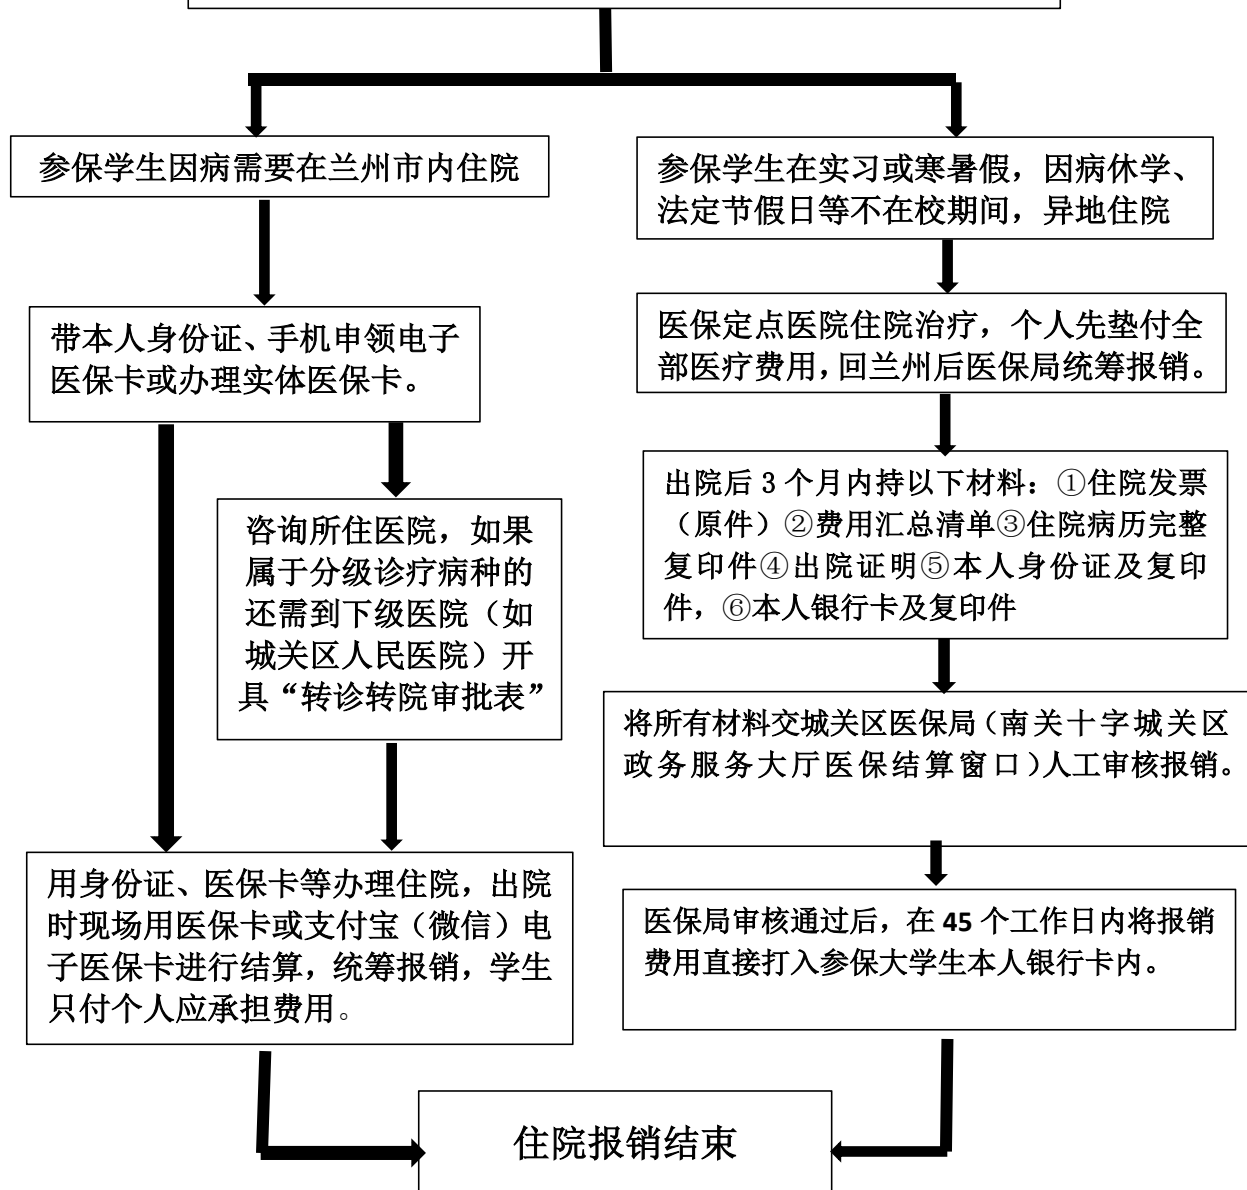 参保学生因病需要在兰州市内住院
带本人身份证、手机申领电子
医保卡或办理实体医保卡。
咨询所住医院，如果
属于分级诊疗病种的
还需到下级医院（如
城关区人民医院）开
具“转诊转院审批表”
用身份证、医保卡等办理住院，出院
时现场用医保卡或支付宝（微信）电
子医保卡进行结算，统筹报销，学生
只付个人应承担费用。
参保学生在实习或寒暑假，因病休学、
法定节假日等不在校期间，异地住院
医保定点医院住院治疗，个人先垫付全
部医疗费用，回兰州后医保局统筹报销。
出院后 3 个月内持以下材料：①住院发票
（原件）②费用汇总清单③住院病历完整
复印件④出院证明⑤本人身份证及复印
件，⑥本人银行卡及复印件
将所有材料交城关区医保局（南关十字城关区
政务服务大厅医保结算窗口）人工审核报销。
医保局审核通过后，在 45 个工作日内将报销
费用直接打入参保大学生本人银行卡内。
住院报销结束